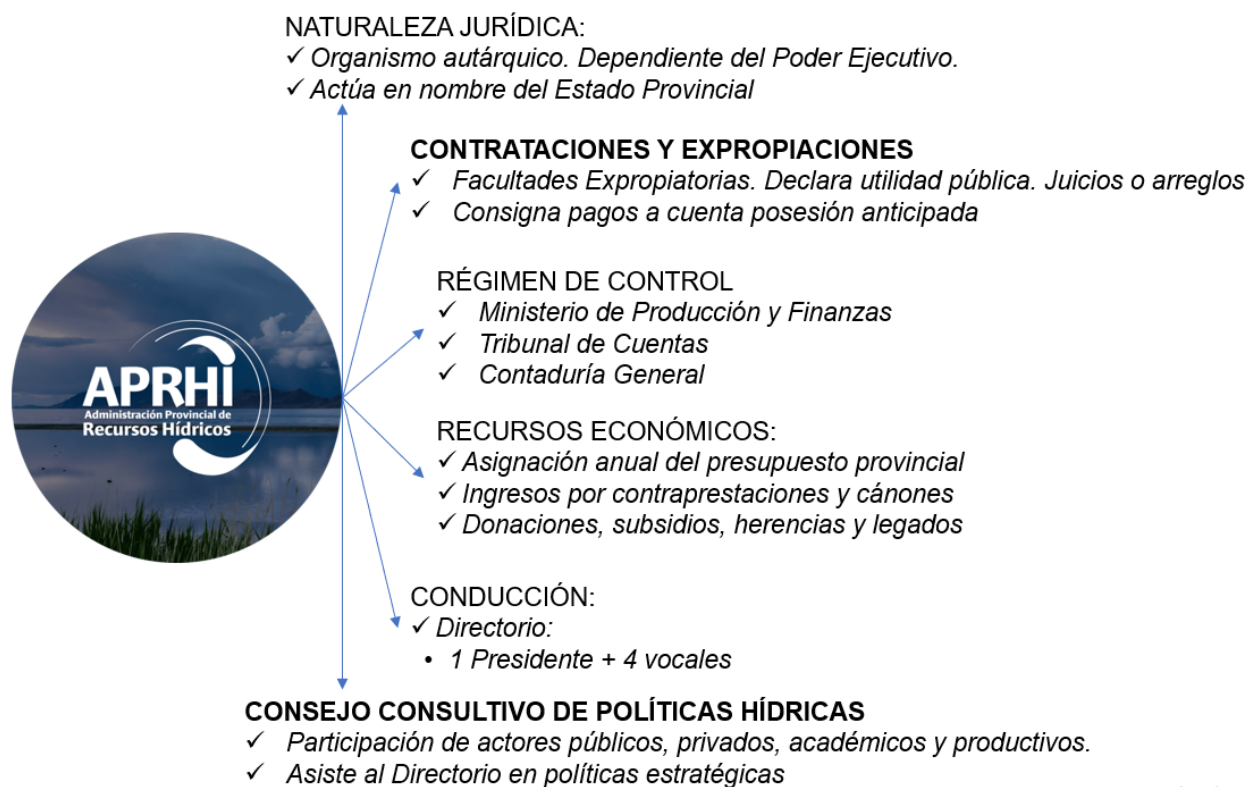 NATURALEZA JURÍDICA:
✓ Organismo autárquico. Dependiente del Poder Ejecutivo.
✓ Actúa en nombre del Estado Provincial
CONTRATACIONES Y EXPROPIACIONES
✓ Facultades Expropiatorias. Declara utilidad pública. Juicios o arreglos
✓ Consigna pagos a cuenta posesión anticipada
RÉGIMEN DE CONTROL
✓ Ministerio de Producción y Finanzas
✓ Tribunal de Cuentas
✓ Contaduría General
APRHI
Administración Provincial de
Recursos Hídricos
RECURSOS ECONÓMICOS:
✓ Asignación anual del presupuesto provincial
✓ Ingresos por contraprestaciones y cánones
✓ Donaciones, subsidios, herencias y legados
CONDUCCIÓN:
✓ Directorio:
• 1 Presidente + 4 vocales
CONSEJO CONSULTIVO DE POLÍTICAS HÍDRICAS
✓ Participación de actores públicos, privados, académicos y productivos.
✓ Asiste al Directorio en políticas estratégicas